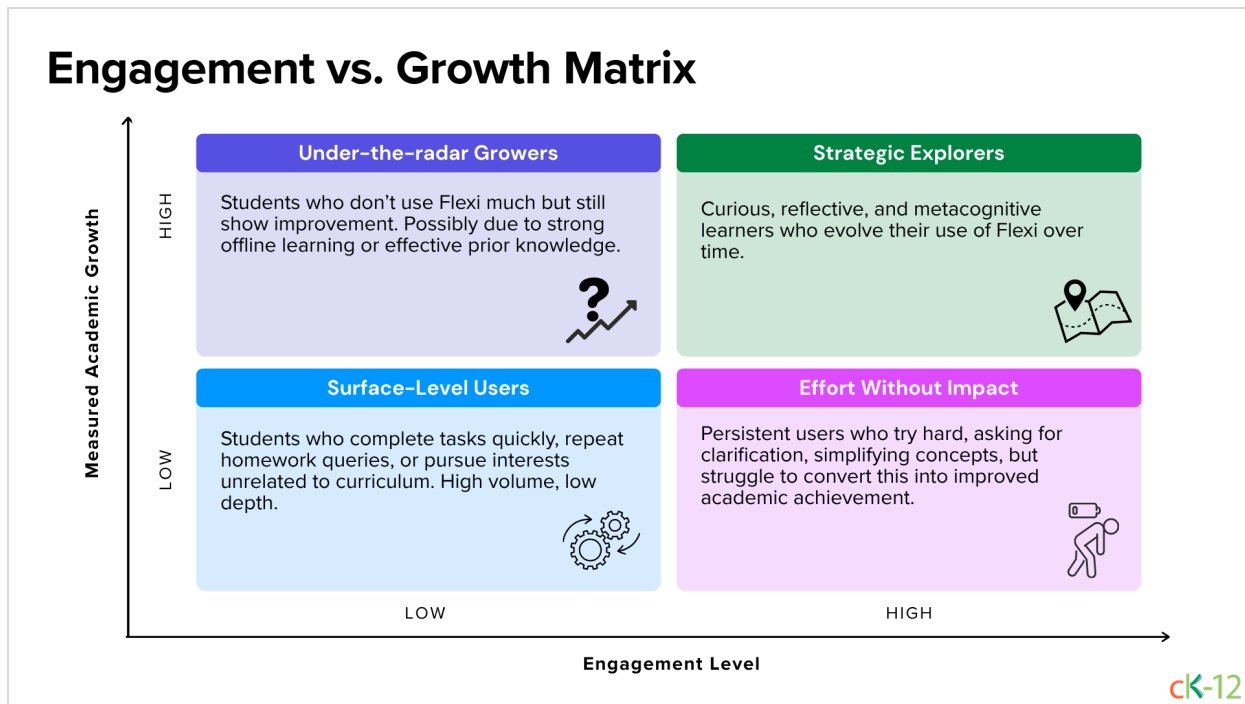 Engagement vs. Growth Matrix
Measured Academic Growth
HIGH
LOW
Under-the-radar Growers
Students who don’t use Flexi much but still
show improvement. Possibly due to strong
offline learning or effective prior knowledge.
?
Strategic Explorers
Curious, reflective, and metacognitive
learners who evolve their use of Flexi over
time.
Surface-Level Users
Students who complete tasks quickly, repeat
homework queries, or pursue interests
unrelated to curriculum. High volume, low
depth.
Effort Without Impact
Persistent users who try hard, asking for
clarification, simplifying concepts, but
struggle to convert this into improved
academic achievement.
LOW
HIGH
Engagement Level
cK-12